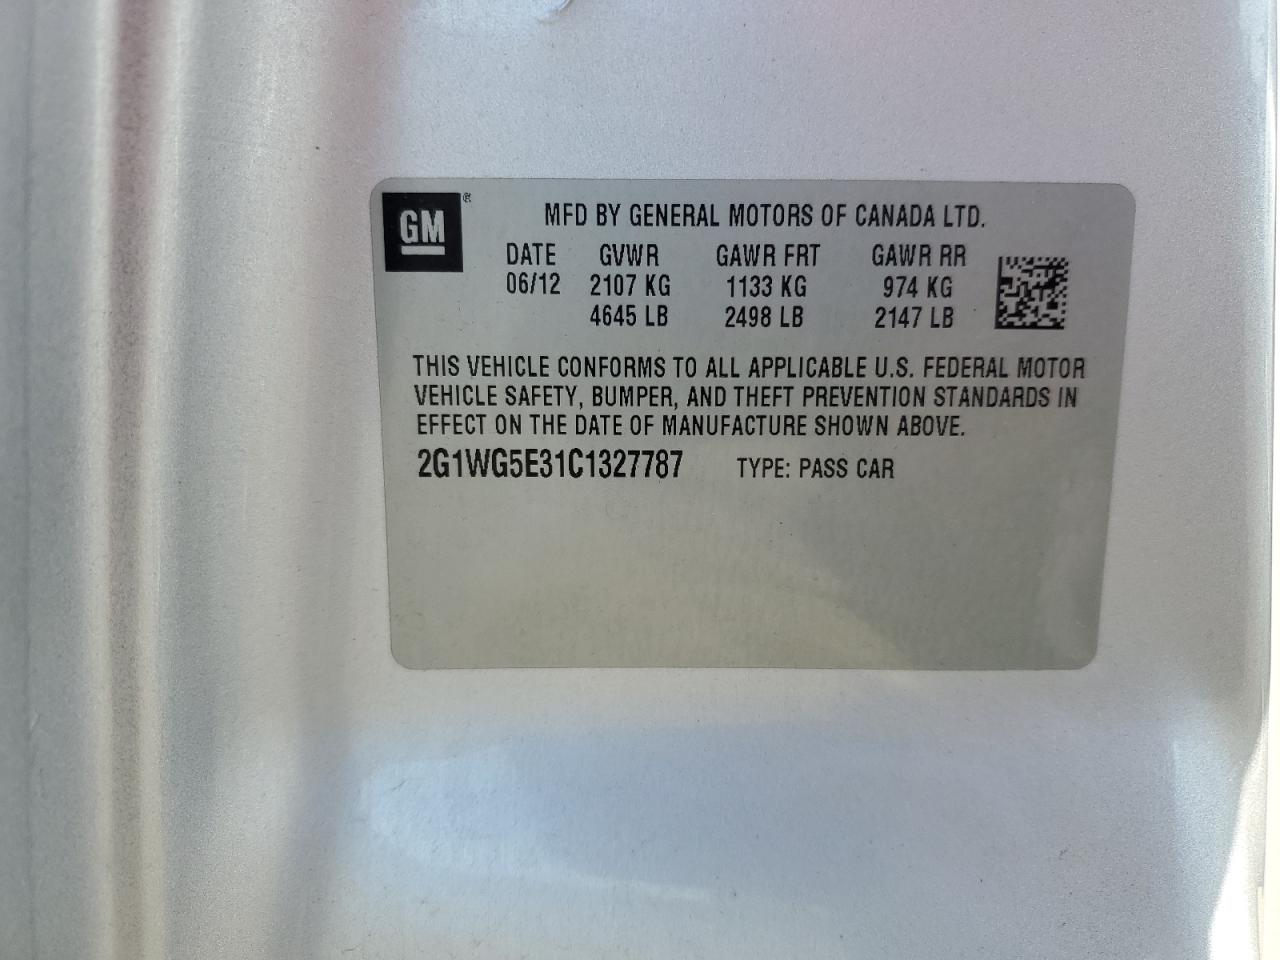 GM ®
MFD BY GENERAL MOTORS OF CANADA LTD.
DATE GVWR GAWR FRT GAWR RR
06/12 2107 KG 1133 KG 974 KG
4645 LB 2498 LB 2147 LB
THIS VEHICLE CONFORMS TO ALL APPLICABLE U.S. FEDERAL MOTOR
VEHICLE SAFETY, BUMPER, AND THEFT PREVENTION STANDARDS IN
EFFECT ON THE DATE OF MANUFACTURE SHOWN ABOVE.
2G1WG5E31C1327787 TYPE: PASS CAR